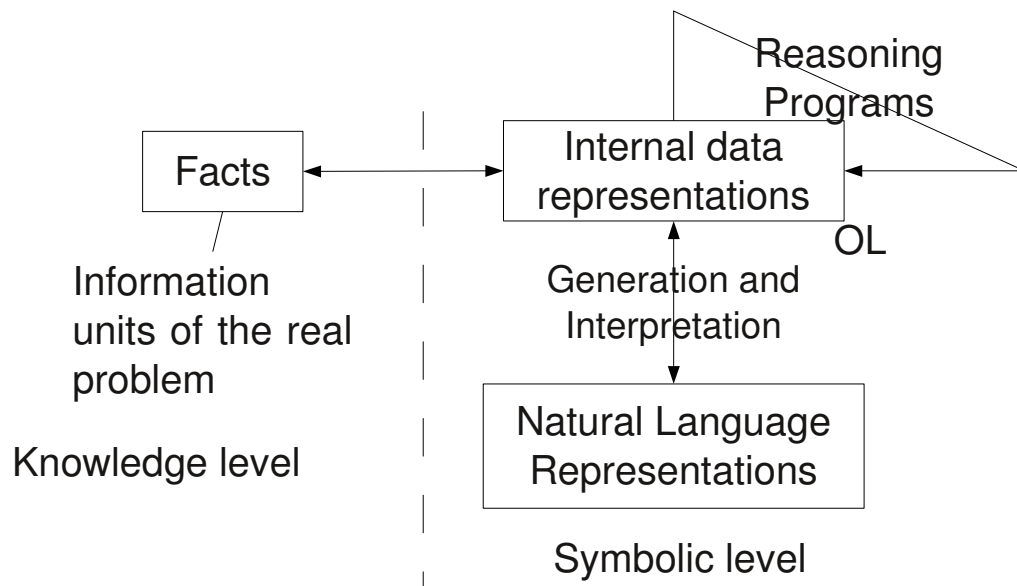 Reasoning
Programs
Facts
Internal data
representations
OL
Information
units of the real
problem
Generation and
Interpretation
Natural Language
Representations
Knowledge level
Symbolic level